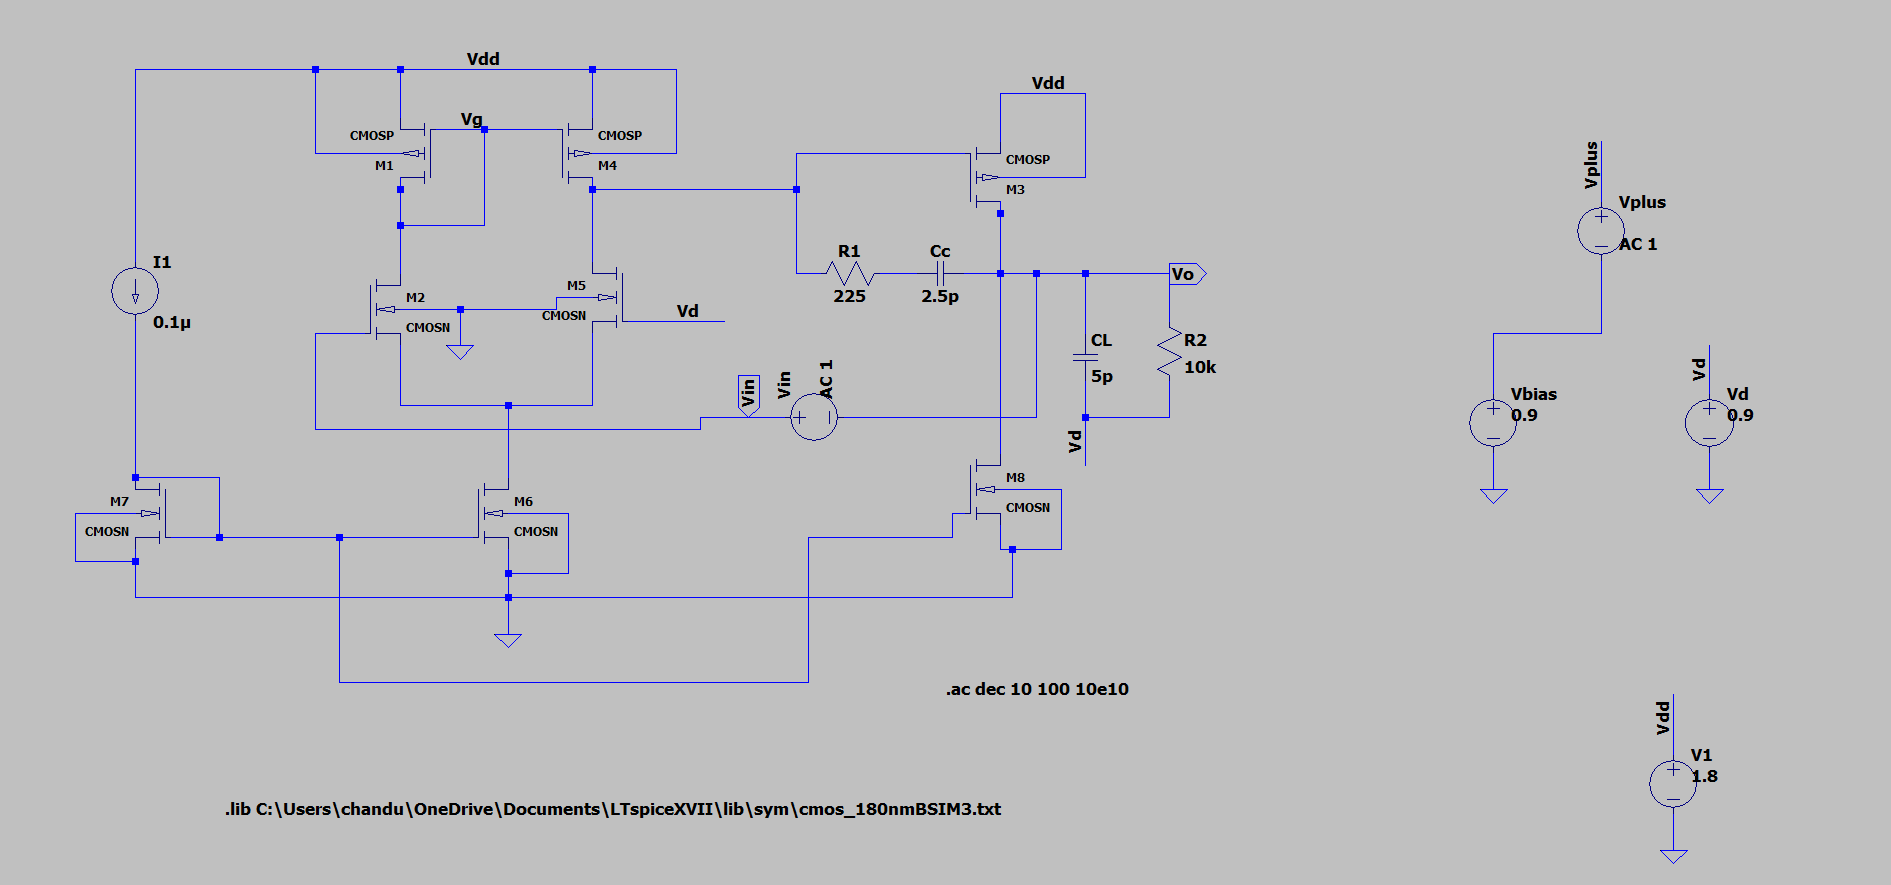 Vdd
Vdd
Vg
CMOSP
CMOSP
M1
M4
CMOSP
M3
Vplus
Vplus
AC 1
I1
0.1µ
M2
CMOSN
M5
CMOSN
Vd
R1
225
Cc
2.5p
Vo
CL
5p
R2
10k
Vin
Vin
AC 1
Vd
Vbias
0.9
Vd
Vd
0.9
M7
CMOSN
M6
CMOSN
M8
CMOSN
.ac dec 10 100 10e10
Vdd
V1
1.8
.lib C:\Users\chandu\OneDrive\Documents\LTspiceXVII\lib\sym\cmos_180nmBSIM3.txt